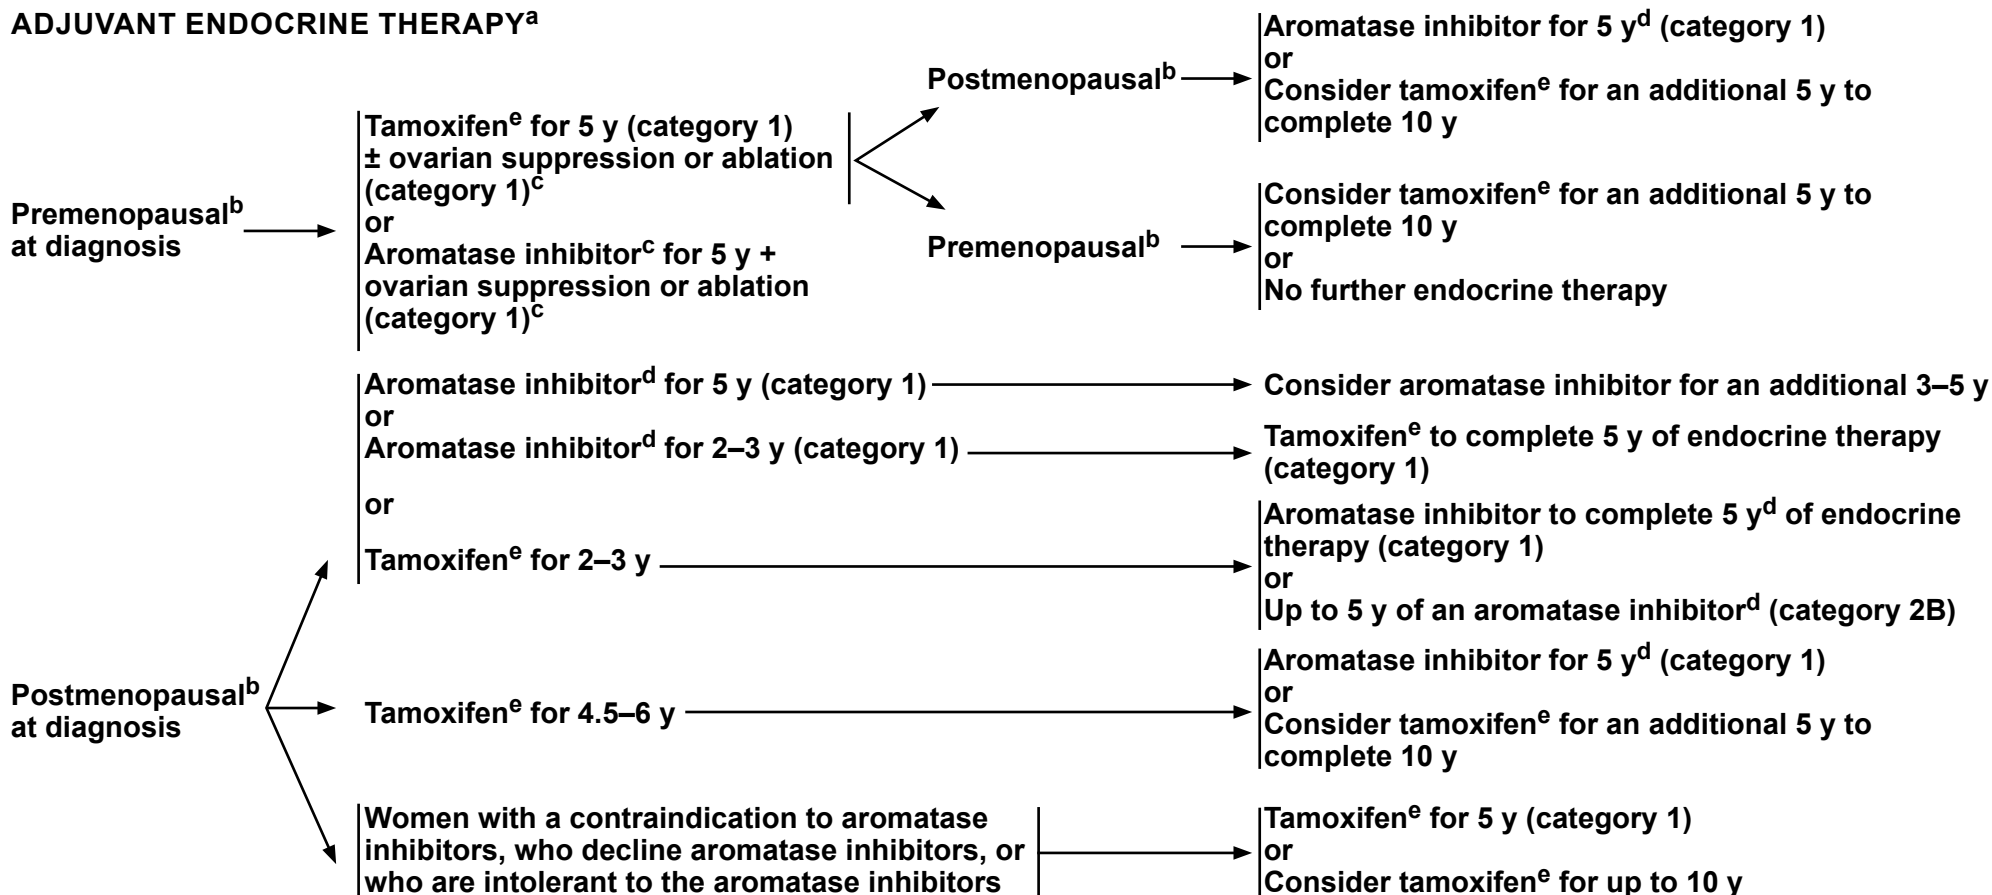 ADJUVANT ENDOCRINE THERAPYa
Premenopausalb
at diagnosis
Tamoxifene for 5 y (category 1)
± ovarian suppression or ablation
(category 1)c
or
Aromatase inhibitorc for 5 y +
ovarian suppression or ablation
(category 1)c
Postmenopausalb
Aromatase inhibitor for 5 yd (category 1)
or
Consider tamoxifene for an additional 5 y to
complete 10 y
Premenopausalb
Consider tamoxifene for an additional 5 y to
complete 10 y
or
No further endocrine therapy
Postmenopausalb
at diagnosis
Aromatase inhibitord for 5 y (category 1)
Consider aromatase inhibitor for an additional 3–5 y
or
Aromatase inhibitord for 2–3 y (category 1)
Tamoxifene to complete 5 y of endocrine therapy
(category 1)
or
Tamoxifene for 2–3 y
Aromatase inhibitor to complete 5 yd of endocrine
therapy (category 1)
or
Up to 5 y of an aromatase inhibitord (category 2B)
Tamoxifene for 4.5–6 y
Aromatase inhibitor for 5 yd (category 1)
or
Consider tamoxifene for an additional 5 y to
complete 10 y
Women with a contraindication to aromatase
inhibitors, who decline aromatase inhibitors, or
who are intolerant to the aromatase inhibitors
Tamoxifene for 5 y (category 1)
or
Consider tamoxifene for up to 10 y